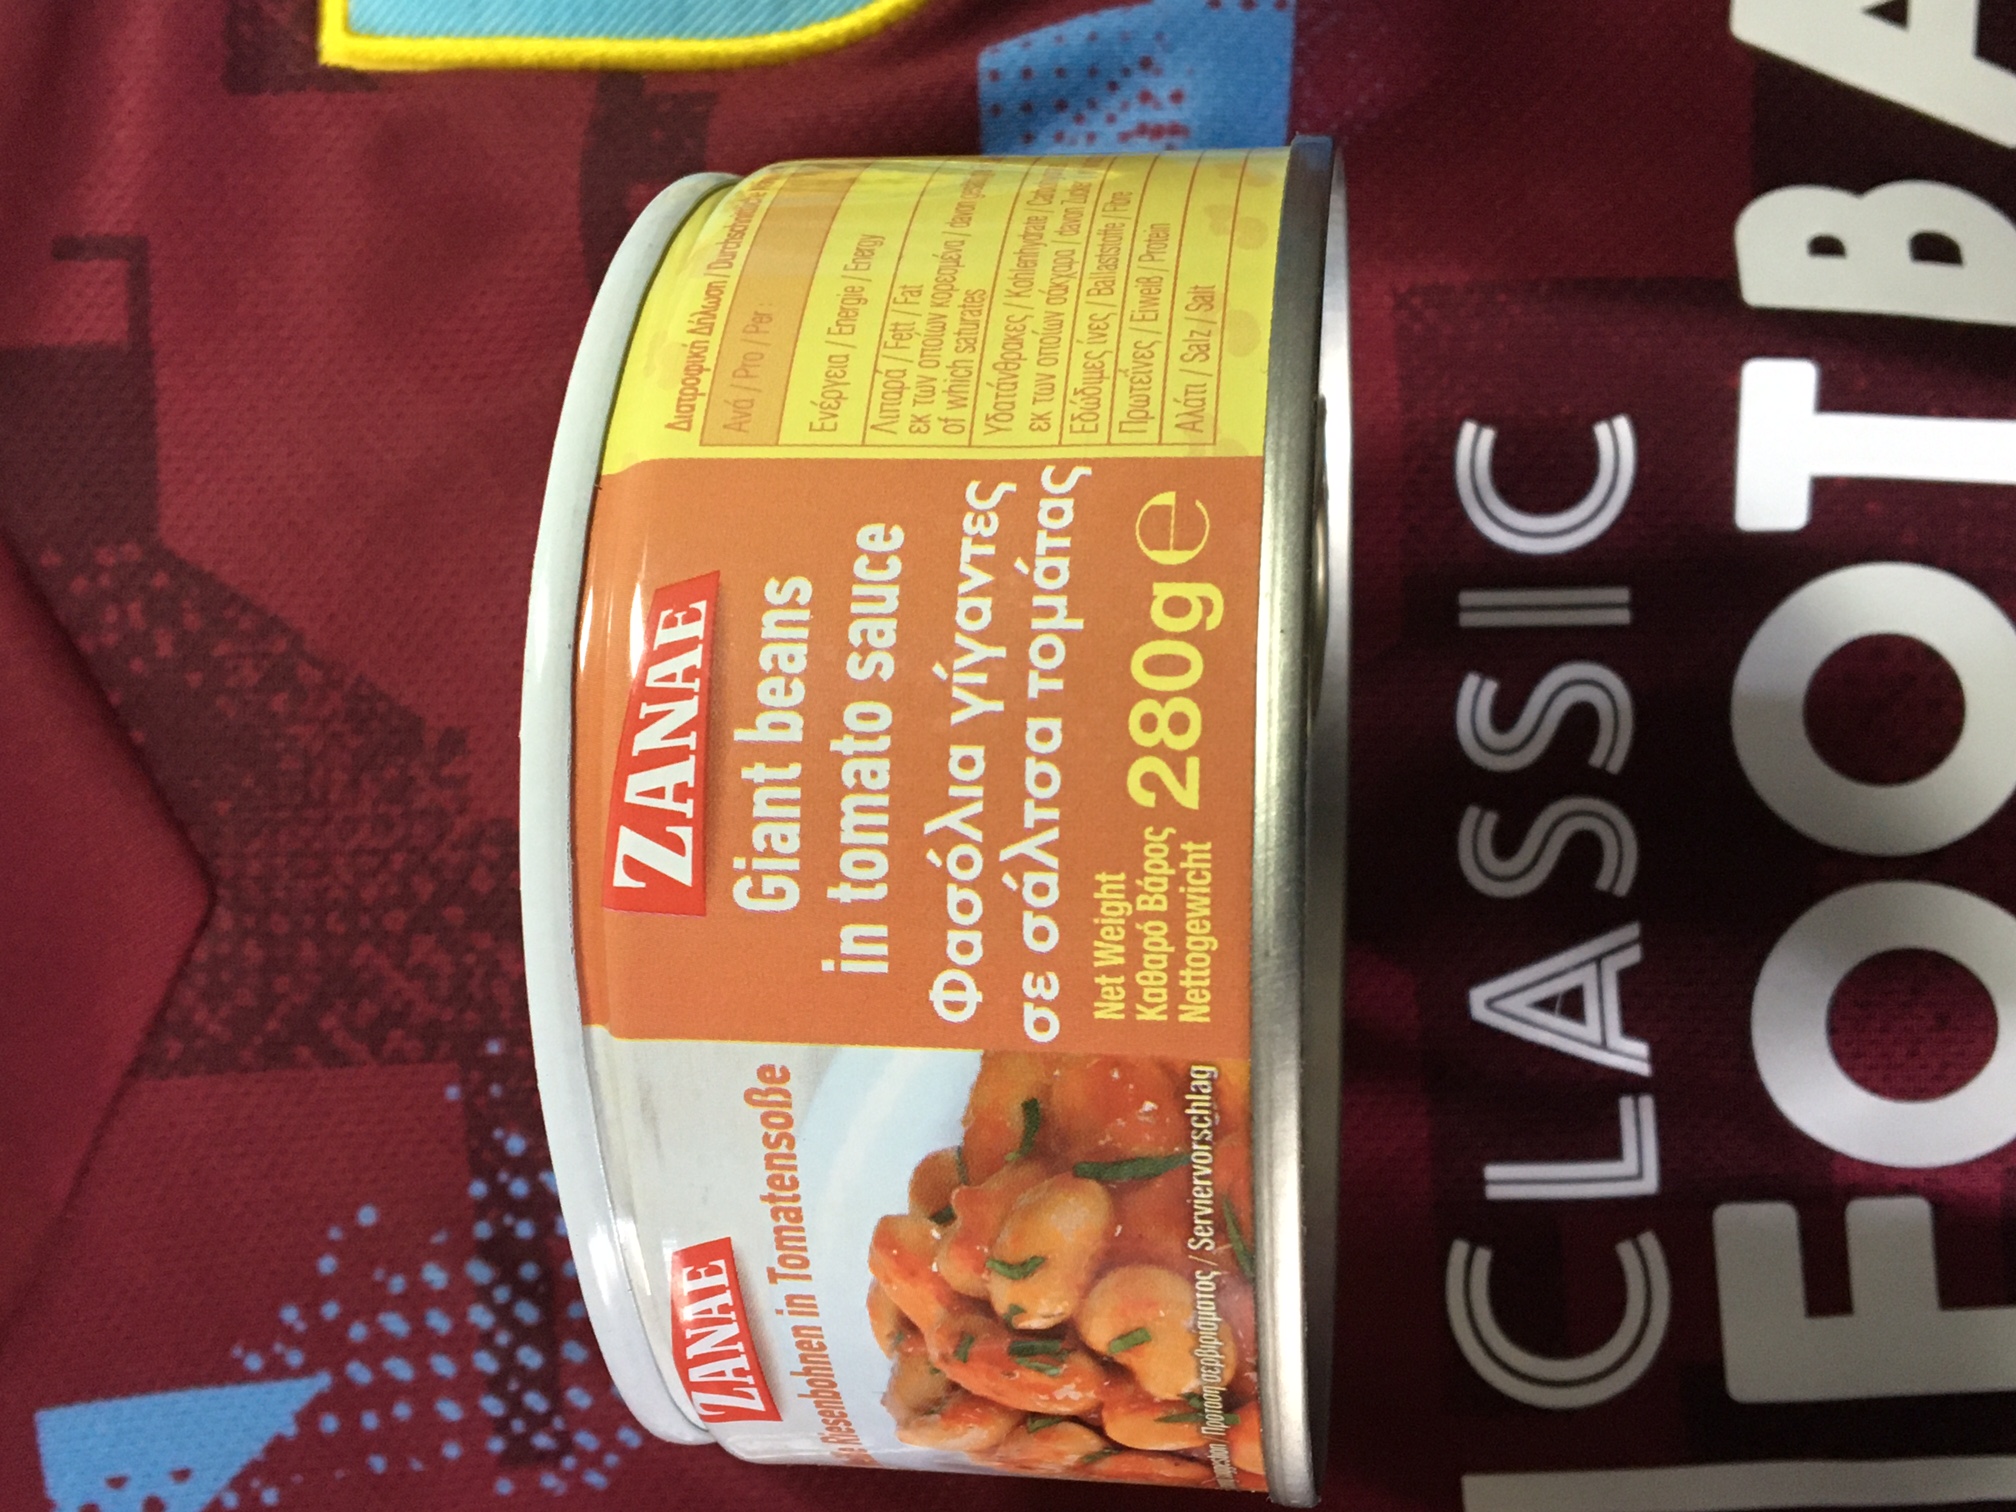 ZANAE
Riesenbohnen in Tomatensoße
Πρόταση σερβιρίσματος / Serviervorschlag
ZANAE
Giant beans
in tomato sauce
Φασόλια γίγαντες
σε σάλτσα τομάτας
Net Weight
Καθαρό Βάρος
Nettogewicht
280g e
Διατροφική Δήλωση /
Ανά / Pro / Per :
Ενέργεια / Energie / Energy
Λιπαρά / Fett / Fat
εκ των οποίων κορεσμένα / davon
of which saturates
Υδατάνθρακες / Kohlenhydrate /
εκ των οποίων σάκχαρα / davon Zucker
Εδώδιμες ίνες / Ballaststoffe / Fibre
Πρωτεΐνες / Eiweiß / Protein
Αλάτι / Salz / Salt
CLASSIC
FOOTBA